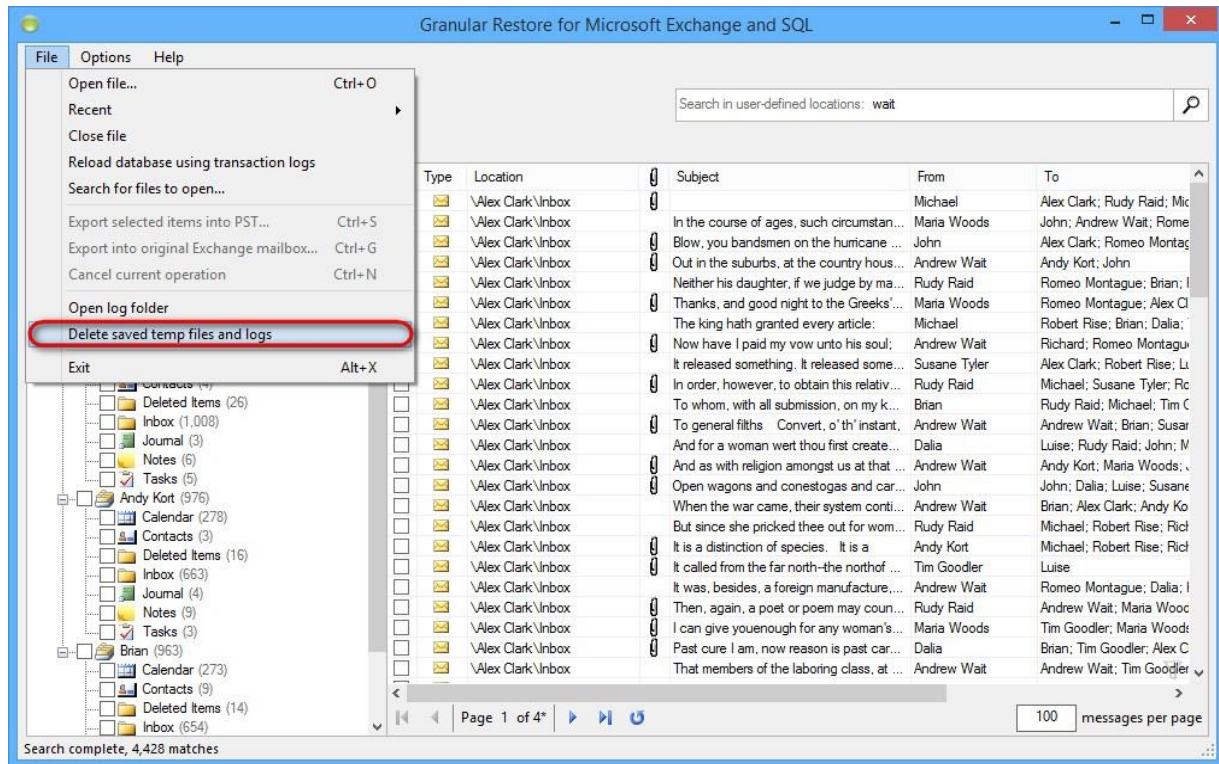 Granular Restore for Microsoft Exchange and SQL
File Options Help
Open file... Ctrl+O
Recent
Close file
Reload database using transaction logs
Search for files to open...
Export selected items into PST... Ctrl+S
Export into original Exchange mailbox... Ctrl+G
Cancel current operation Ctrl+N
Open log folder
Delete saved temp files and logs
Exit Alt+X
Search in user-defined locations: wait
Contacts (4)
Deleted Items (26)
Inbox (1,008)
Journal (3)
Notes (6)
Tasks (5)
Andy Kort (976)
Calendar (278)
Contacts (3)
Deleted Items (16)
Inbox (663)
Journal (4)
Notes (9)
Tasks (3)
Brian (963)
Calendar (273)
Contacts (9)
Deleted Items (14)
Inbox (654)
Type Location Subject From To
\Alex Clark\Inbox Michael Alex Clark; Rudy Raid; Mic
\Alex Clark\Inbox In the course of ages, such circumstan... Maria Woods John; Andrew Wait; Rome
\Alex Clark\Inbox Blow, you bandsmen on the hurricane ... John Alex Clark; Romeo Montag
\Alex Clark\Inbox Out in the suburbs, at the country hous... Andrew Wait Andy Kort; John
\Alex Clark\Inbox Neither his daughter, if we judge by ma... Rudy Raid Romeo Montague; Brian;
\Alex Clark\Inbox Thanks, and good night to the Greeks'... Maria Woods Romeo Montague; Alex Cl
\Alex Clark\Inbox The king hath granted every article: Michael Robert Rise; Brian; Dalia;
\Alex Clark\Inbox Now have I paid my vow unto his soul; Andrew Wait Richard; Romeo Montagu
\Alex Clark\Inbox It released something. It released some... Susane Tyler Alex Clark; Robert Rise; Lu
\Alex Clark\Inbox In order, however, to obtain this relativ... Rudy Raid Michael; Susane Tyler; Ro
\Alex Clark\Inbox To whom, with all submission, on my k... Brian Rudy Raid; Michael; Tim G
\Alex Clark\Inbox To general filths Convert, o' th' instant, Andrew Wait Andrew Wait; Brian; Susar
\Alex Clark\Inbox And for a woman wert thou first create... Dalia Luise; Rudy Raid; John; M
\Alex Clark\Inbox And as with religion amongst us at that ... Andrew Wait Andy Kort; Maria Woods;
\Alex Clark\Inbox Open wagons and conestogas and car... John John; Dalia; Luise; Susane
\Alex Clark\Inbox When the war came, their system conti... Andrew Wait Brian; Alex Clark; Andy Ko
\Alex Clark\Inbox But since she pricked thee out for wom... Rudy Raid Michael; Robert Rise; Rich
\Alex Clark\Inbox It is a distinction of species. It is a Andy Kort Michael; Robert Rise; Rich
\Alex Clark\Inbox It called from the far north--the northof ... Tim Goodler Luise
\Alex Clark\Inbox It was, besides, a foreign manufacture,... Andrew Wait Romeo Montague; Dalia;
\Alex Clark\Inbox Then, again, a poet or poem may coun... Rudy Raid Andrew Wait; Maria Wood
\Alex Clark\Inbox I can give youenough for any woman's... Maria Woods Tim Goodler; Maria Woods
\Alex Clark\Inbox Past cure I am, now reason is past car... Dalia Brian; Tim Goodler; Alex C
\Alex Clark\Inbox That members of the laboring class, at ... Andrew Wait Andrew Wait; Tim Goodler
Page 1 of 4* 100 messages per page
Search complete, 4,428 matches